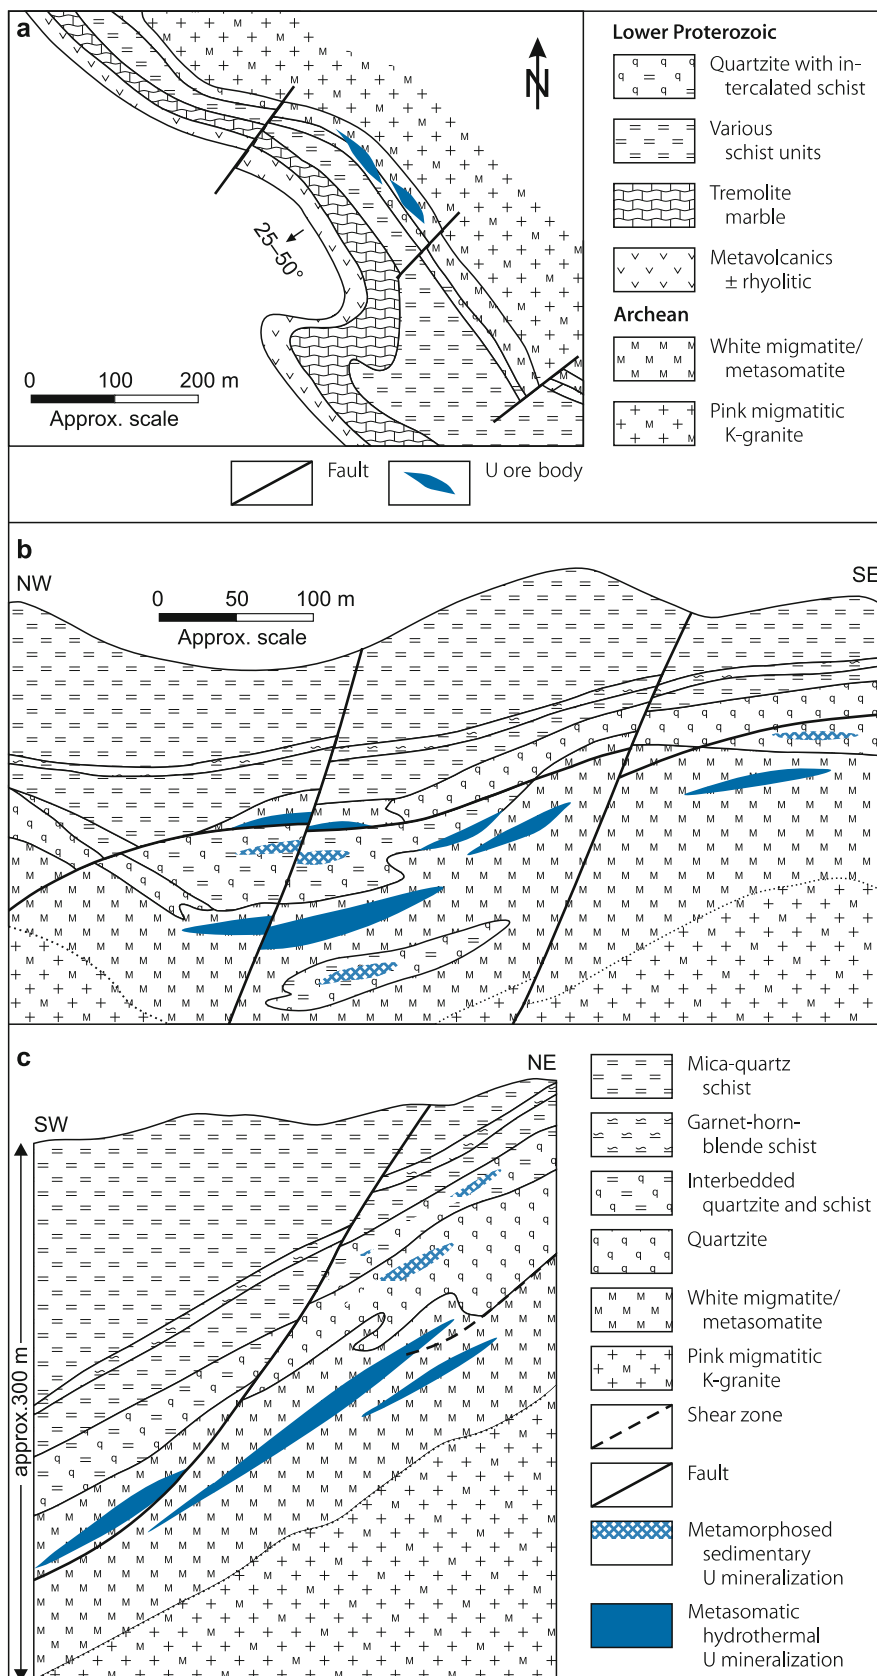 a
N
25–50°
0 100 200 m
Approx. scale
Lower Proterozoic
Quartzite with in-
tercalated schist
Various
schist units
Tremolite
marble
Metavolcanics
± rhyolitic
Archean
White migmatite/
metasomatite
Pink migmatitic
K-granite
Fault
U ore body
b
NW
SE
0 50 100 m
Approx. scale
c
SW
NE
approx.300 m
Mica-quartz
schist
Garnet-horn-
blende schist
Interbedded
quartzite and schist
Quartzite
White migmatite/
metasomatite
Pink migmatitic
K-granite
Shear zone
Fault
Metamorphosed
sedimentary
U mineralization
Metasomatic
hydrothermal
U mineralization